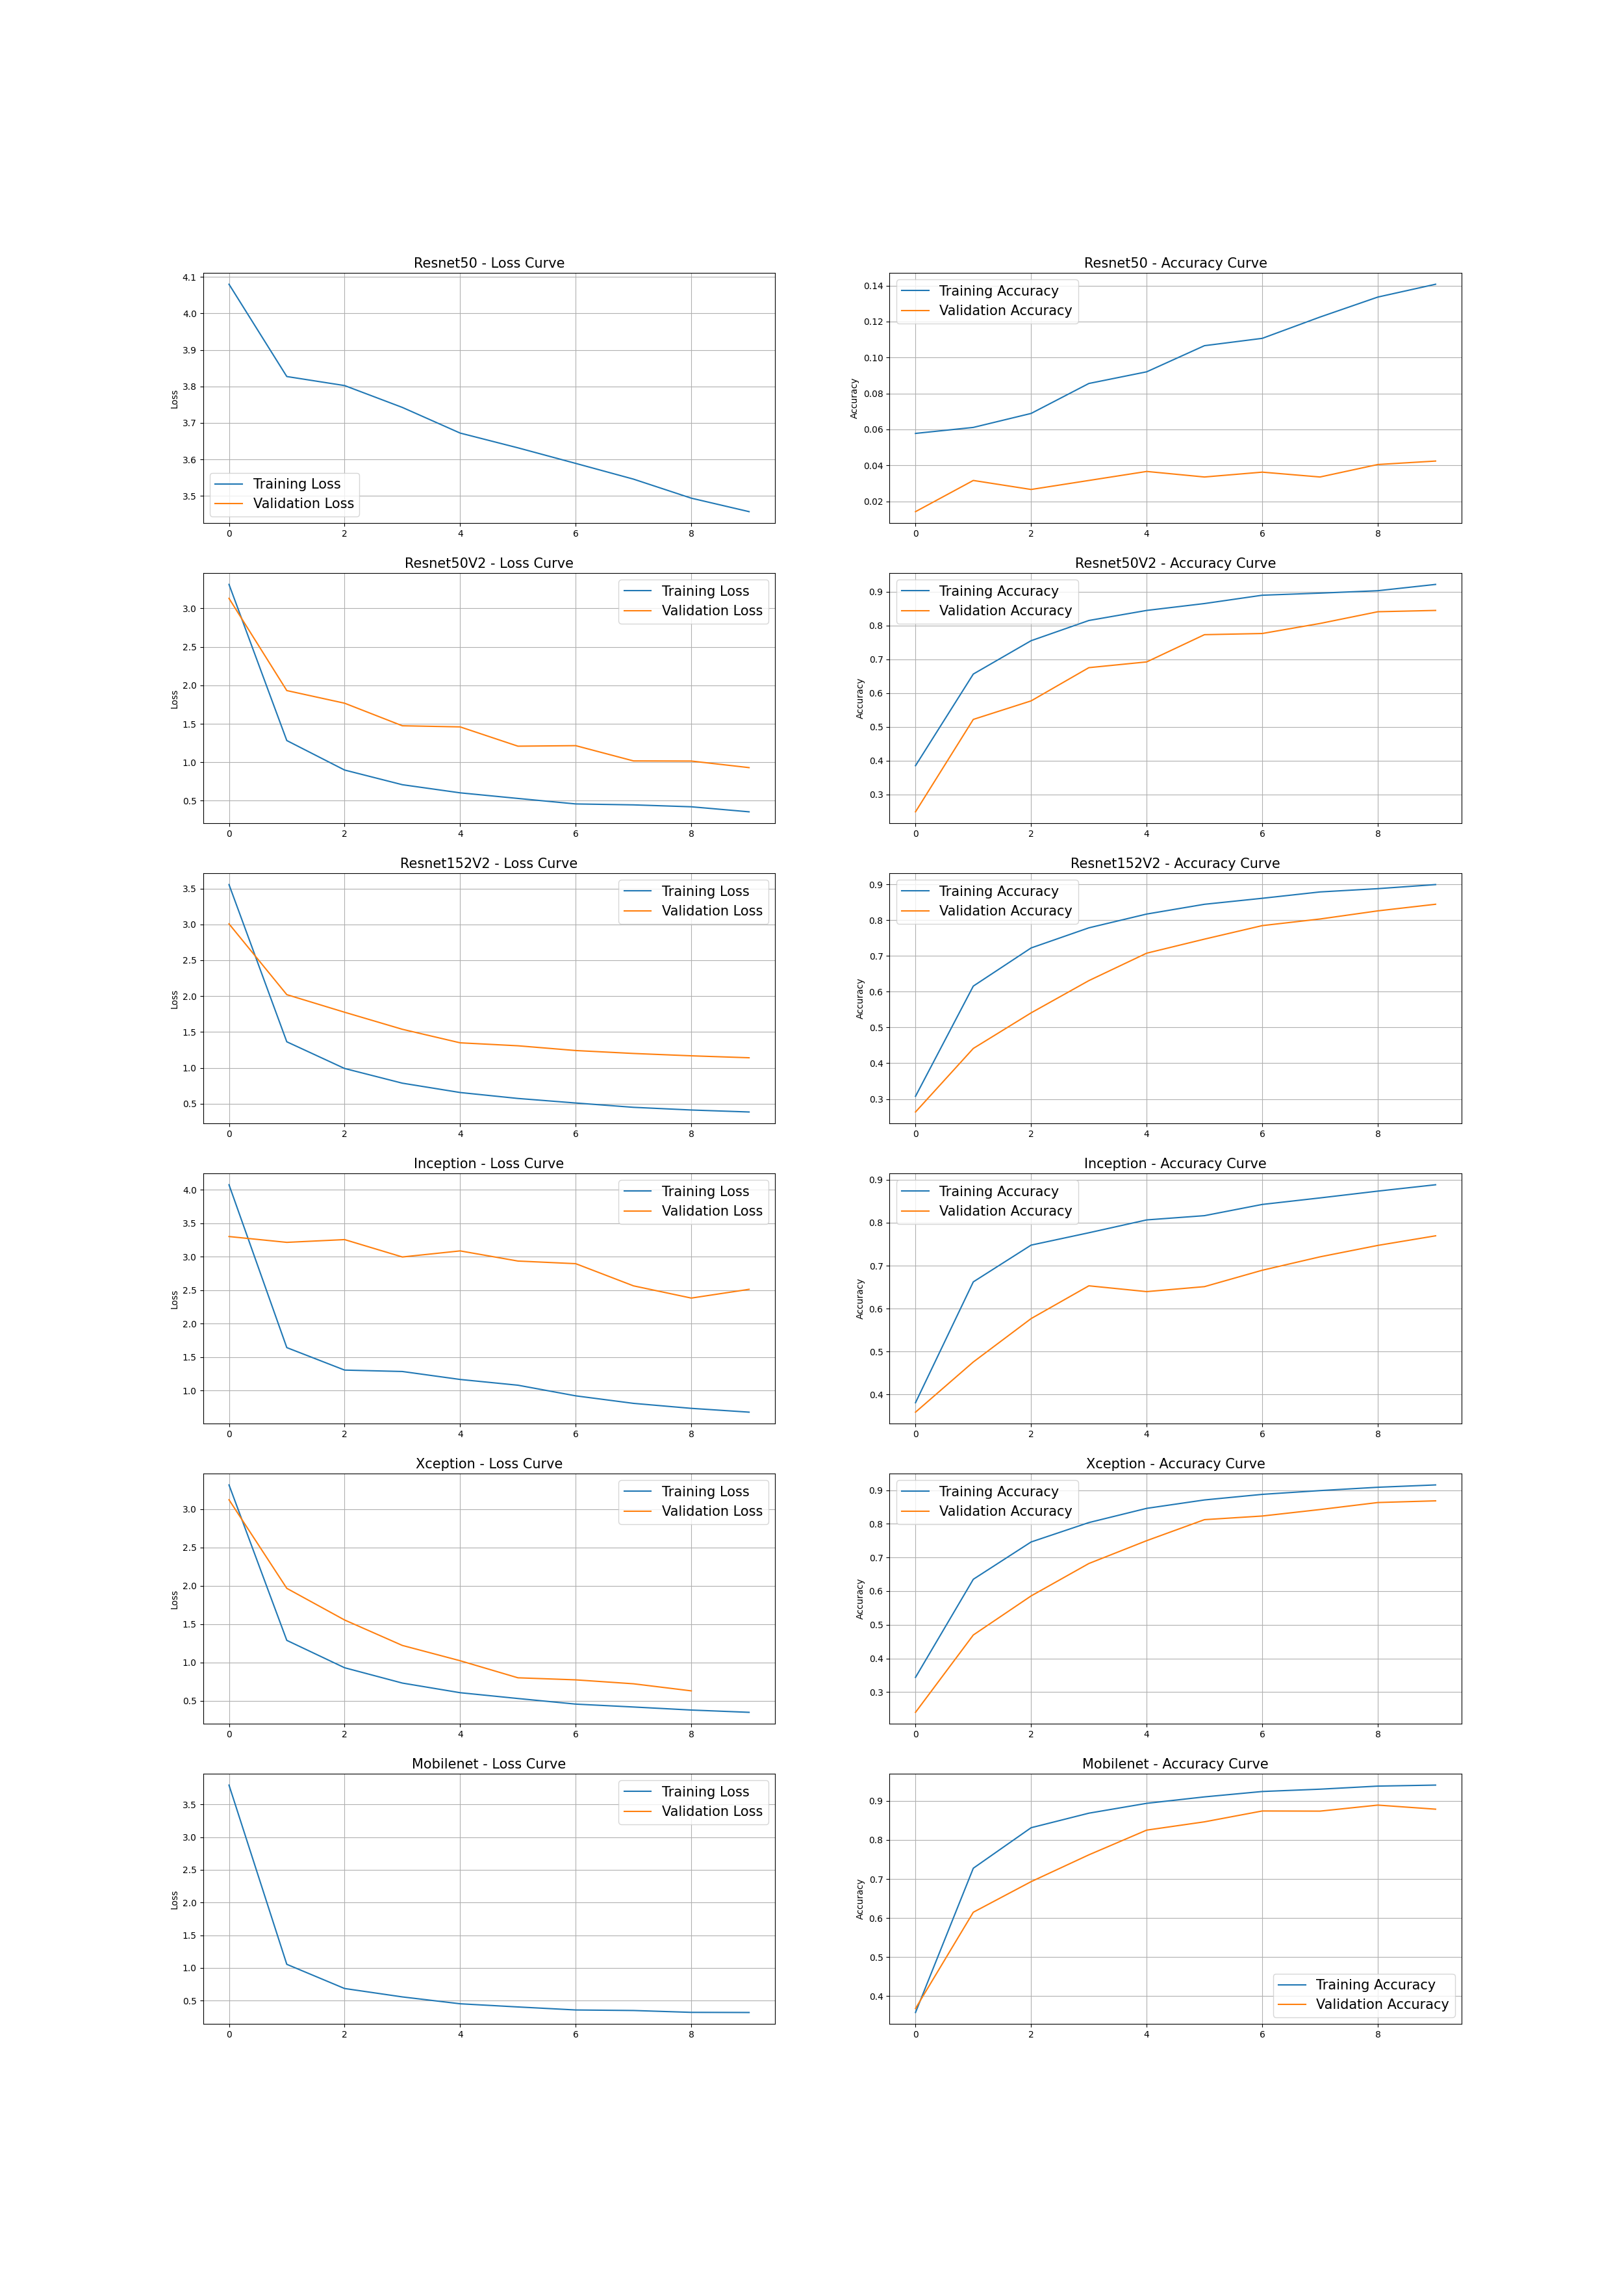 Resnet50 - Loss Curve
4.1
4.0
3.9
3.8
3.7
3.6
3.5
Loss
Training Loss
Validation Loss
0 2 4 6 8
Resnet50 - Accuracy Curve
0.14
0.12
0.10
0.08
0.06
0.04
0.02
Accuracy
Training Accuracy
Validation Accuracy
0 2 4 6 8
Resnet50V2 - Loss Curve
3.0
2.5
2.0
1.5
1.0
0.5
Loss
Training Loss
Validation Loss
0 2 4 6 8
Resnet50V2 - Accuracy Curve
0.9
0.8
0.7
0.6
0.5
0.4
0.3
Accuracy
Training Accuracy
Validation Accuracy
0 2 4 6 8
Resnet152V2 - Loss Curve
3.5
3.0
2.5
2.0
1.5
1.0
0.5
Loss
Training Loss
Validation Loss
0 2 4 6 8
Resnet152V2 - Accuracy Curve
0.9
0.8
0.7
0.6
0.5
0.4
0.3
Accuracy
Training Accuracy
Validation Accuracy
0 2 4 6 8
Inception - Loss Curve
4.0
3.5
3.0
2.5
2.0
1.5
1.0
Loss
Training Loss
Validation Loss
0 2 4 6 8
Inception - Accuracy Curve
0.9
0.8
0.7
0.6
0.5
0.4
Accuracy
Training Accuracy
Validation Accuracy
0 2 4 6 8
Xception - Loss Curve
3.0
2.5
2.0
1.5
1.0
0.5
Loss
Training Loss
Validation Loss
0 2 4 6 8
Xception - Accuracy Curve
0.9
0.8
0.7
0.6
0.5
0.4
0.3
Accuracy
Training Accuracy
Validation Accuracy
0 2 4 6 8
Mobilenet - Loss Curve
3.5
3.0
2.5
2.0
1.5
1.0
0.5
Loss
Training Loss
Validation Loss
0 2 4 6 8
Mobilenet - Accuracy Curve
0.9
0.8
0.7
0.6
0.5
0.4
Accuracy
Training Accuracy
Validation Accuracy
0 2 4 6 8